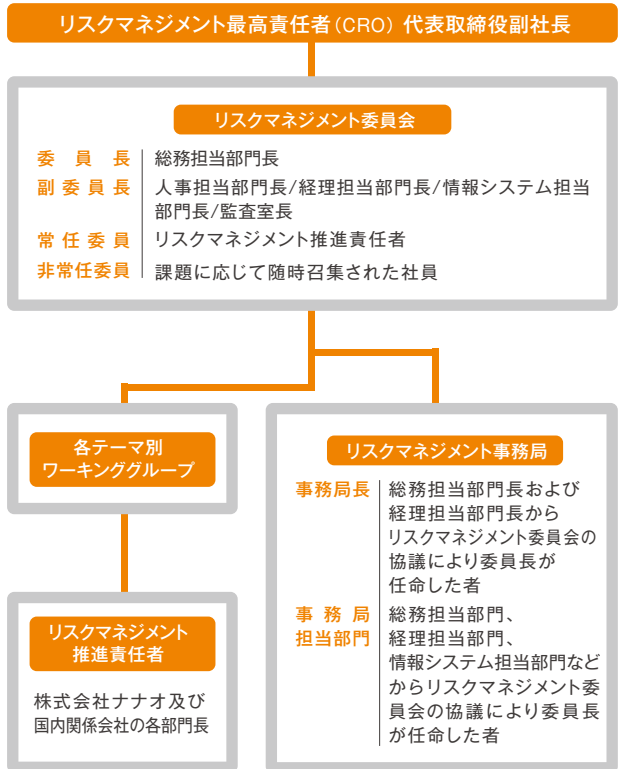 リスクマネジメント最高責任者（CRO）代表取締役副社長
リスクマネジメント委員会
委員長 総務担当部門長
副委員長 人事担当部門長/経理担当部門長/情報システム担当
部門長/監査室長
常任委員 リスクマネジメント推進責任者
非常任委員 課題に応じて随時召集された社員
各テーマ別
ワーキンググループ
リスクマネジメント
推進責任者
株式会社ナナオ及び
国内関係会社の各部門長
リスクマネジメント事務局
事務局長 総務担当部門長および
経理担当部門長から
リスクマネジメント委員会の
協議により委員長が
任命した者
事務局 総務担当部門、
担当部門 経理担当部門、
情報システム担当部門など
からリスクマネジメント委
員会の協議により委員長
が任命した者